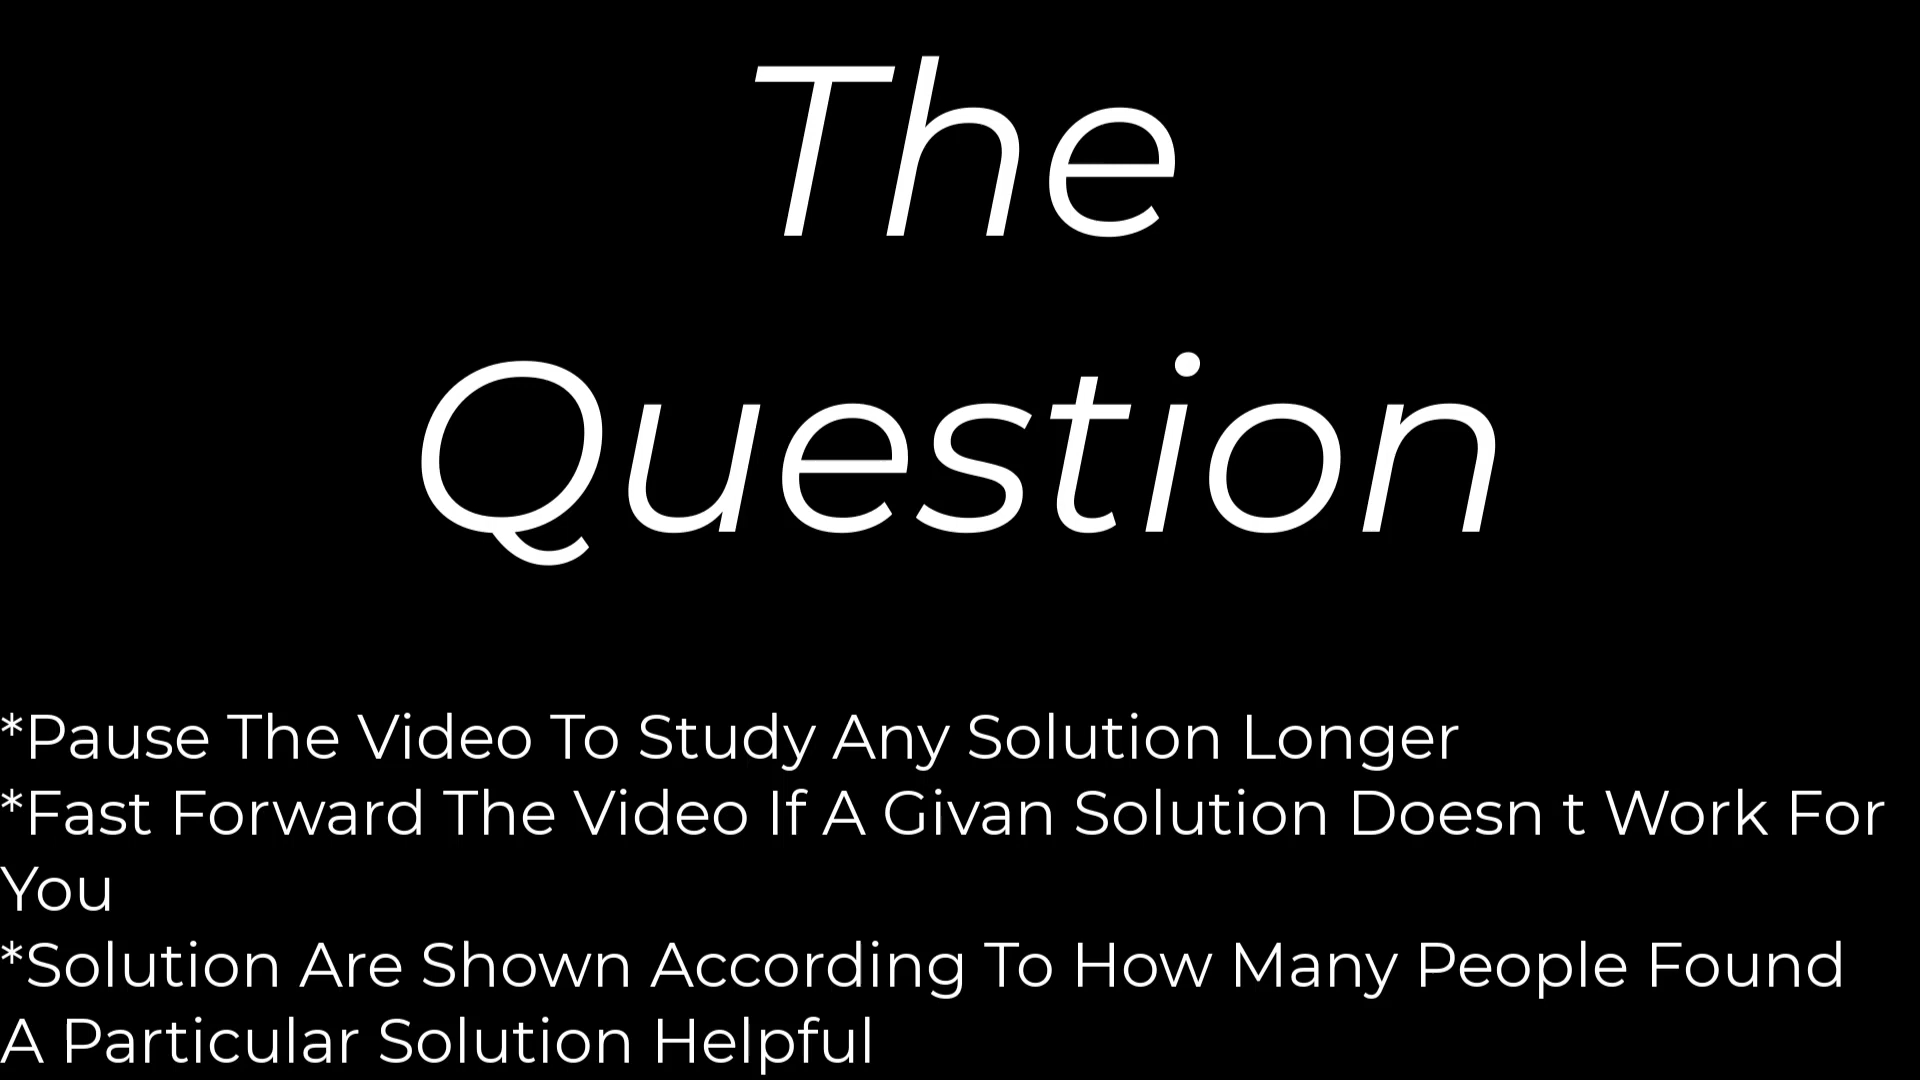 The
Question
*Pause The Video To Study Any Solution Longer
*Fast Forward The Video If A Givan Solution Doesn t Work For
You
*Solution Are Shown According To How Many People Found
A Particular Solution Helpful